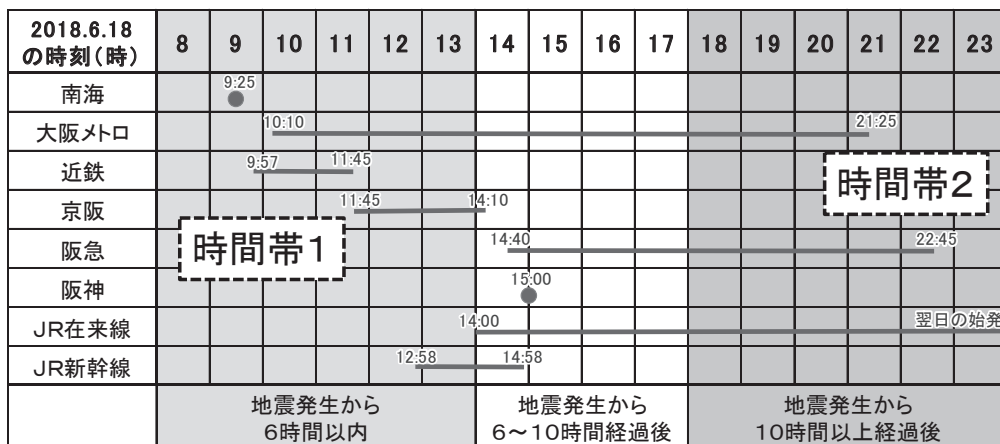 2018.6.18
の時刻（時） 8 9 10 11 12 13 14 15 16 17 18 19 20 21 22 23
南海 9:25
大阪メトロ 10:10 21:25
近鉄 9:57 11:45
京阪 11:45 14:10
阪急 14:40 22:45
阪神 15:00
JR在来線 14:00 翌日の始発
JR新幹線 12:58 14:58
時間帯1
時間帯2
地震発生から
6時間以内
地震発生から
6～10時間経過後
地震発生から
10時間以上経過後